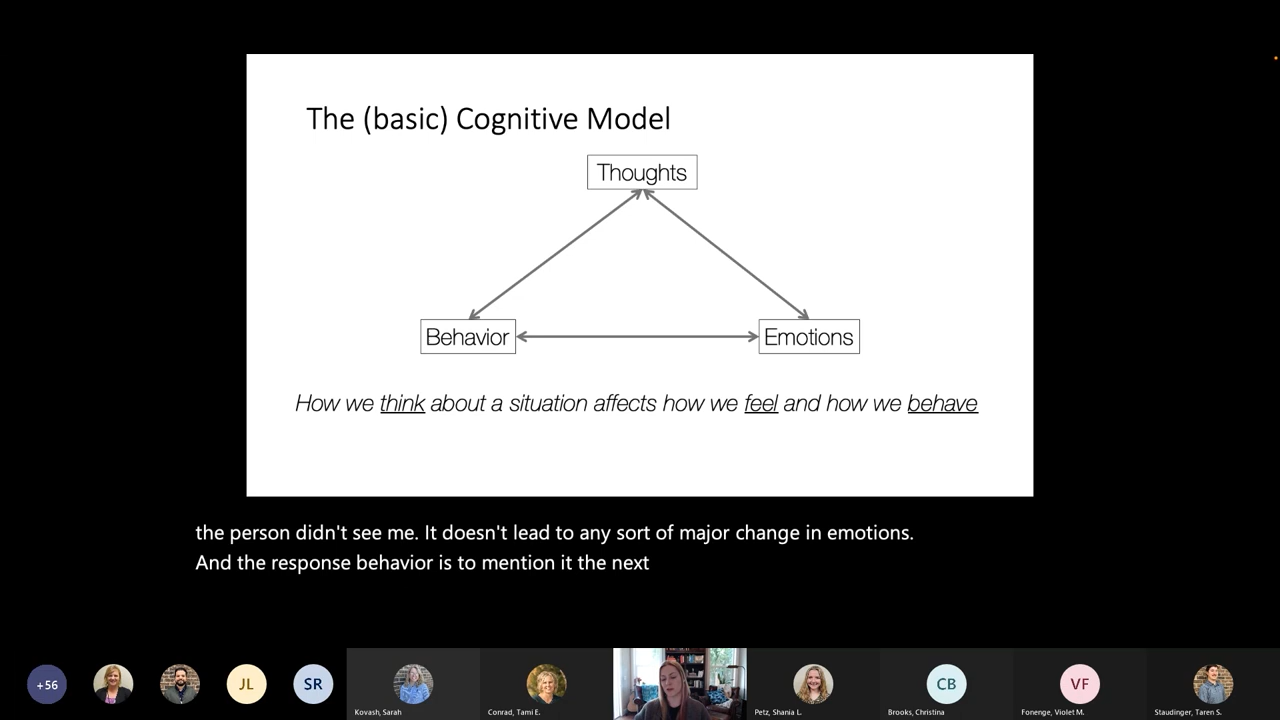 The (basic) Cognitive Model
Thoughts
Behavior
Emotions
How we think about a situation affects how we feel and how we behave
the person didn't see me. It doesn't lead to any sort of major change in emotions.
And the response behavior is to mention it the next
+56
JL
SR
Kovash, Sarah
Conrad, Tami E.
Petz, Shania L.
CB
Brooks, Christina
VF
Fonenge, Violet M.
Staudinger, Taren S.